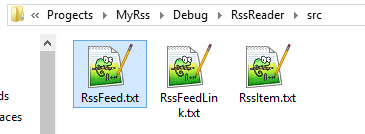 « Progects ▸ MyRss ▸ Debug ▸ RssReader ▸ src
RssFeed.txt
RssFeedLin
k.txt
RssItem.txt
ds
aces